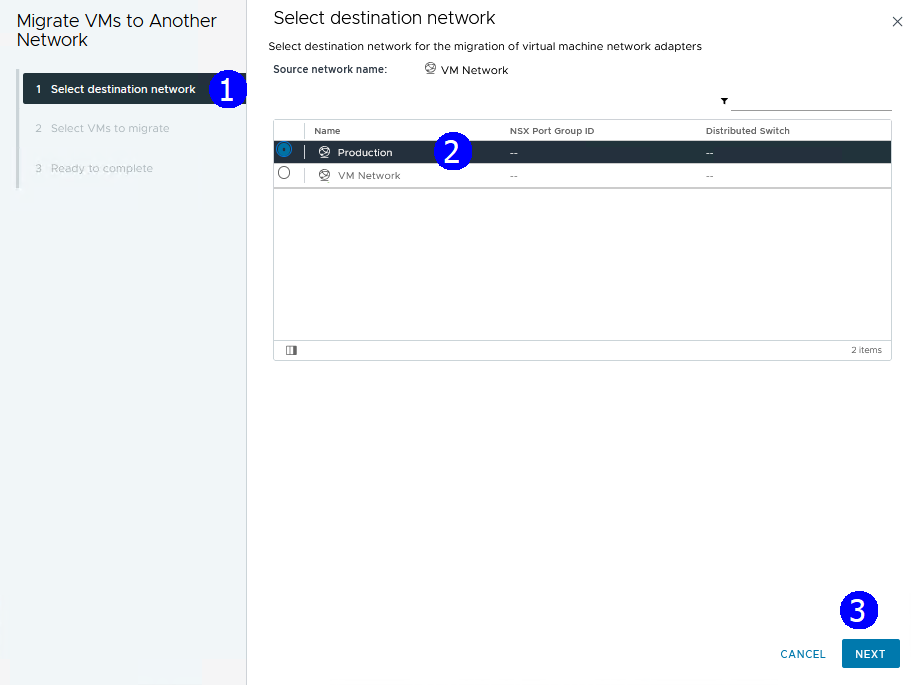 Migrate VMs to Another
Network
1 Select destination network
1
2 Select VMs to migrate
3 Ready to complete
Select destination network
Select destination network for the migration of virtual machine network adapters
Source network name: VM Network
Name NSX Port Group ID Distributed Switch
Production 2 -- --
VM Network -- --
2 items
3
CANCEL NEXT